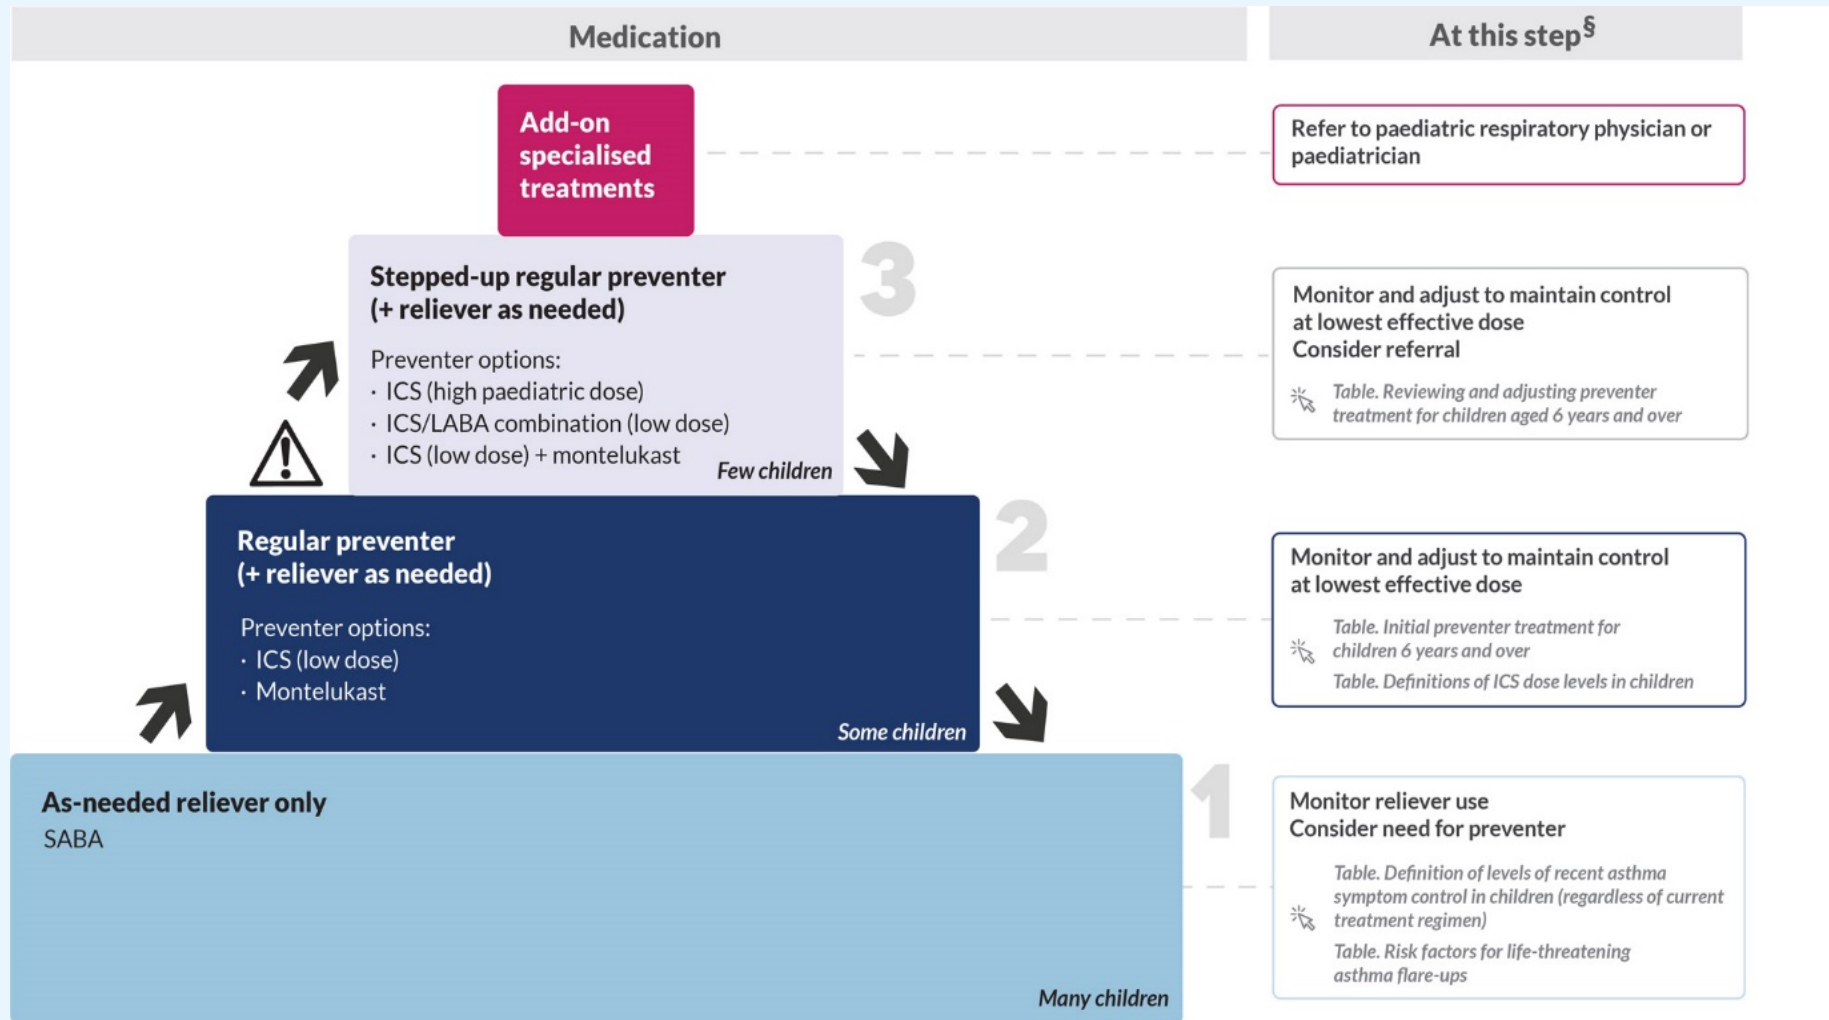 Medication
At this step§
Add-on
specialised
treatments
Refer to paediatric respiratory physician or
paediatrician
3
Stepped-up regular preventer
(+ reliever as needed)
Preventer options:
· ICS (high paediatric dose)
· ICS/LABA combination (low dose)
· ICS (low dose) + montelukast
Few children
Monitor and adjust to maintain control
at lowest effective dose
Consider referral
Table. Reviewing and adjusting preventer
treatment for children aged 6 years and over
!
2
Regular preventer
(+ reliever as needed)
Preventer options:
· ICS (low dose)
· Montelukast
Some children
Monitor and adjust to maintain control
at lowest effective dose
Table. Initial preventer treatment for
children 6 years and over
Table. Definitions of ICS dose levels in children
1
As-needed reliever only
SABA
Many children
Monitor reliever use
Consider need for preventer
Table. Definition of levels of recent asthma
symptom control in children (regardless of current
treatment regimen)
Table. Risk factors for life-threatening
asthma flare-ups